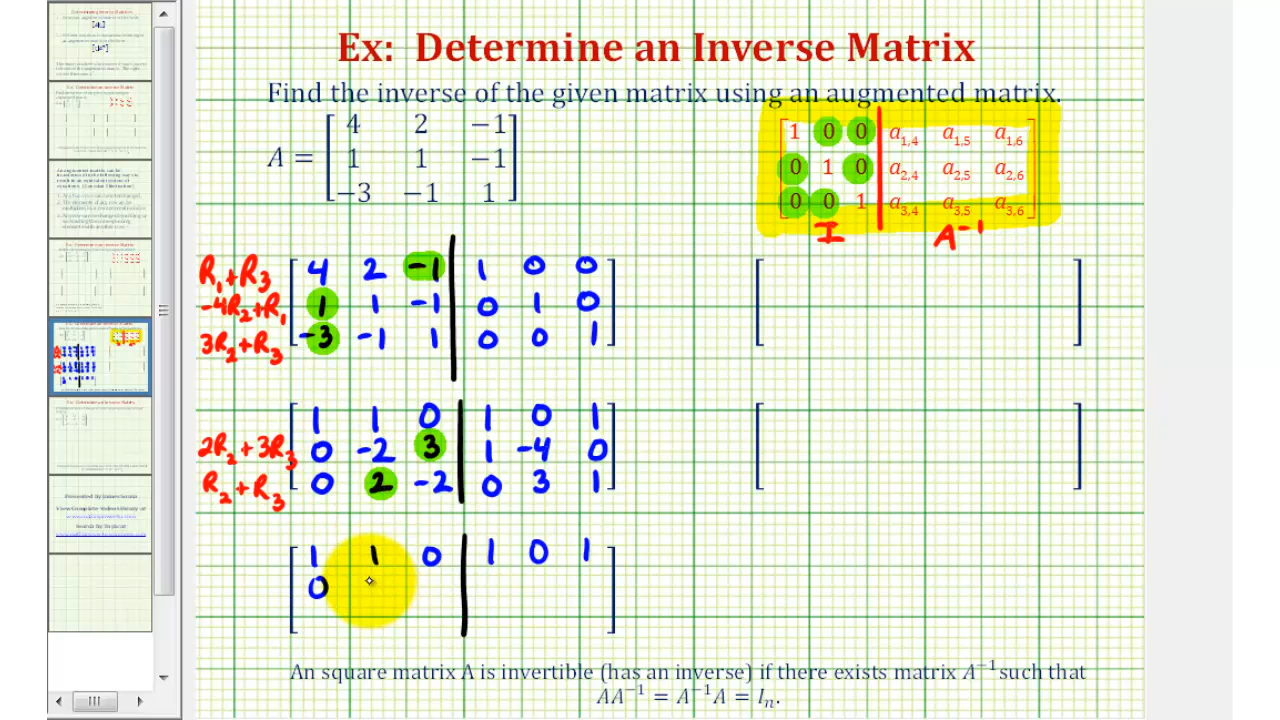 Ex: Determine an Inverse Matrix
Find the inverse of the given matrix using an augmented matrix.
A = [ 4 2 −1
1 1 −1
−3 −1 1 ]
[ 1 0 0 | a1,4 a1,5 a1,6
0 1 0 | a2,4 a2,5 a2,6
0 0 1 | a3,4 a3,5 a3,6 ]
I A⁻¹
R₁+R₃ [ 4 2 -1 | 1 0 0
-4R₂+R₁ 1 1 -1 | 0 1 0
3R₂+R₃ -3 -1 1 | 0 0 1 ]
[ 1 1 0 | 1 0 1
2R₂+3R₃ 0 -2 3 | 1 -4 0
R₂+R₃ 0 2 -2 | 0 3 1 ]
[ 1 1 0 | 1 0 1
0
An square matrix A is invertible (has an inverse) if there exists matrix A⁻¹ such that
AA⁻¹ = A⁻¹A = Iₙ.